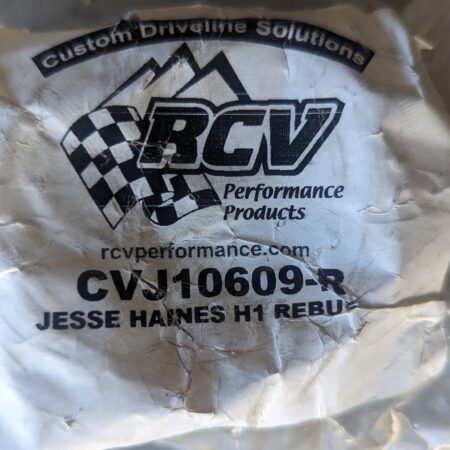 Custom Driveline Solutions
RCV
Performance
Products
rcvperformance.com
CVJ10609-R
JESSE HAINES H1